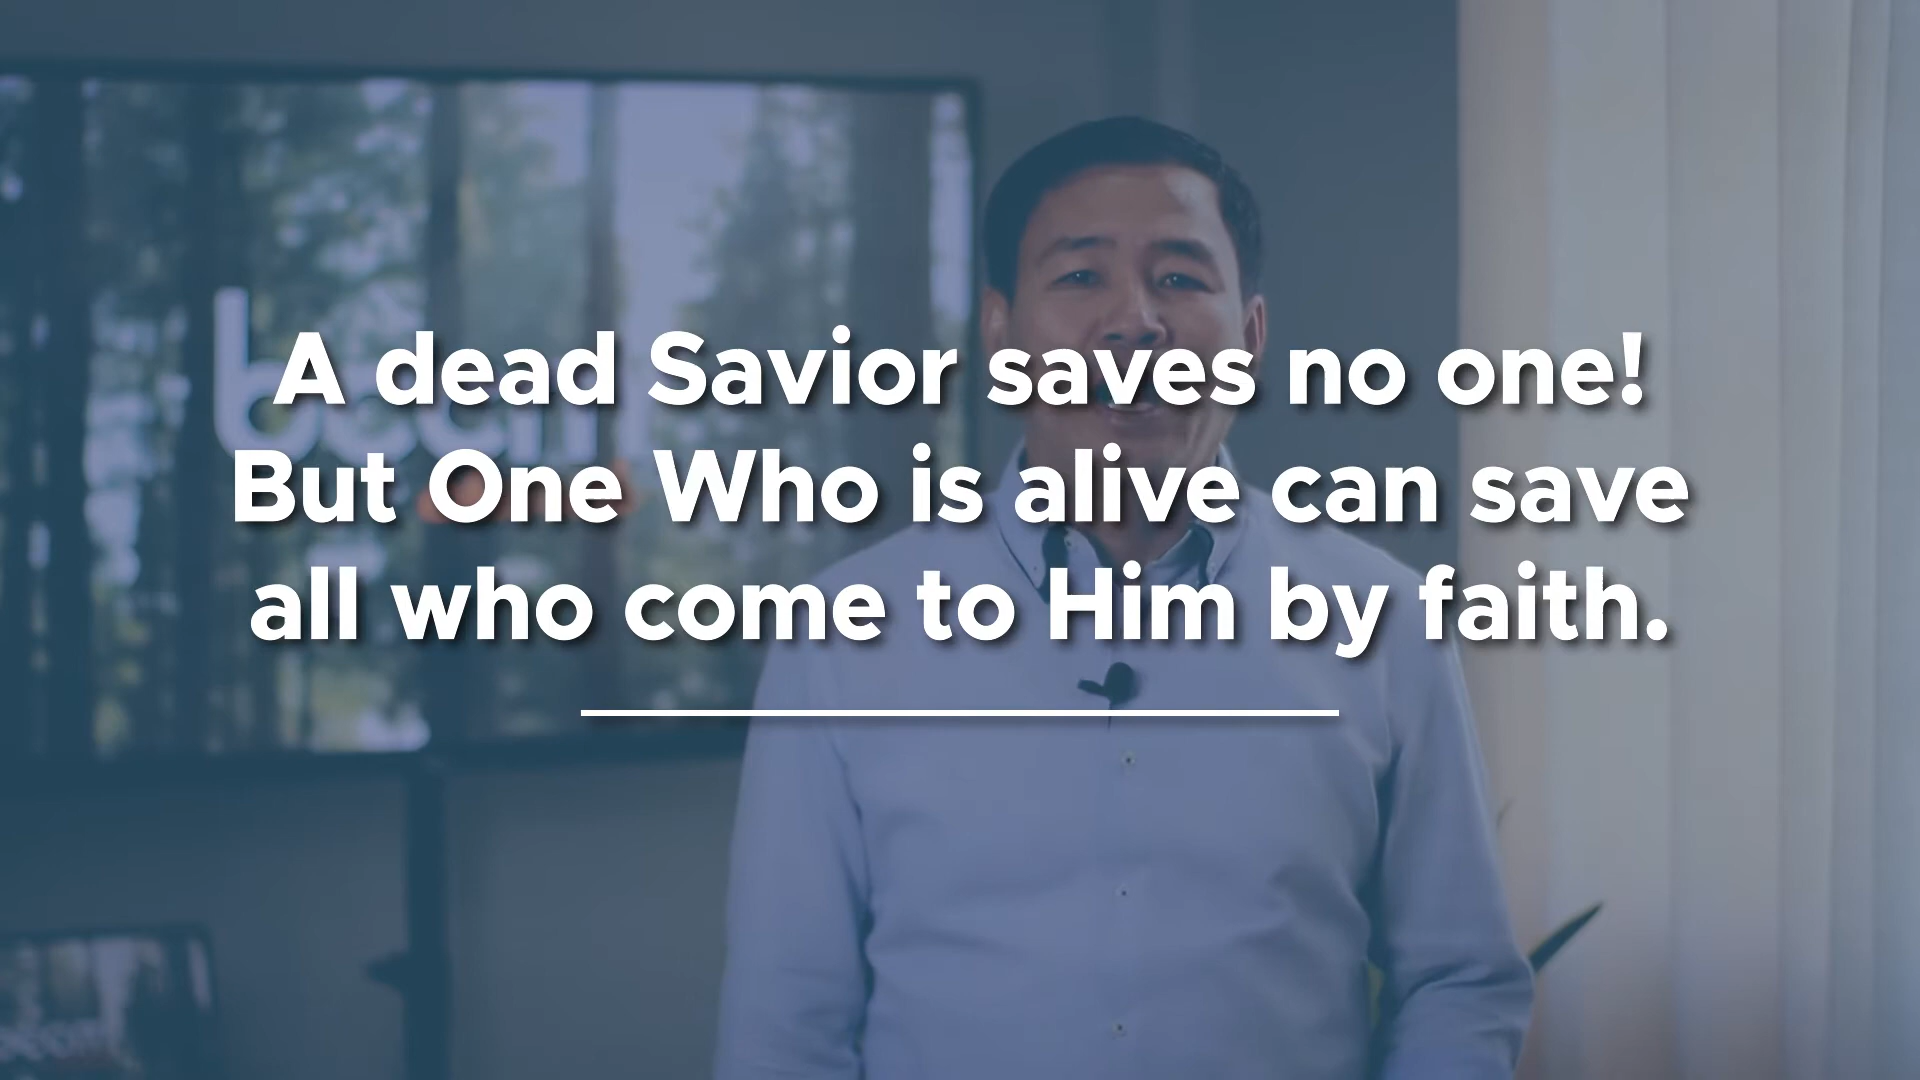 A dead Savior saves no one!
But One Who is alive can save
all who come to Him by faith.